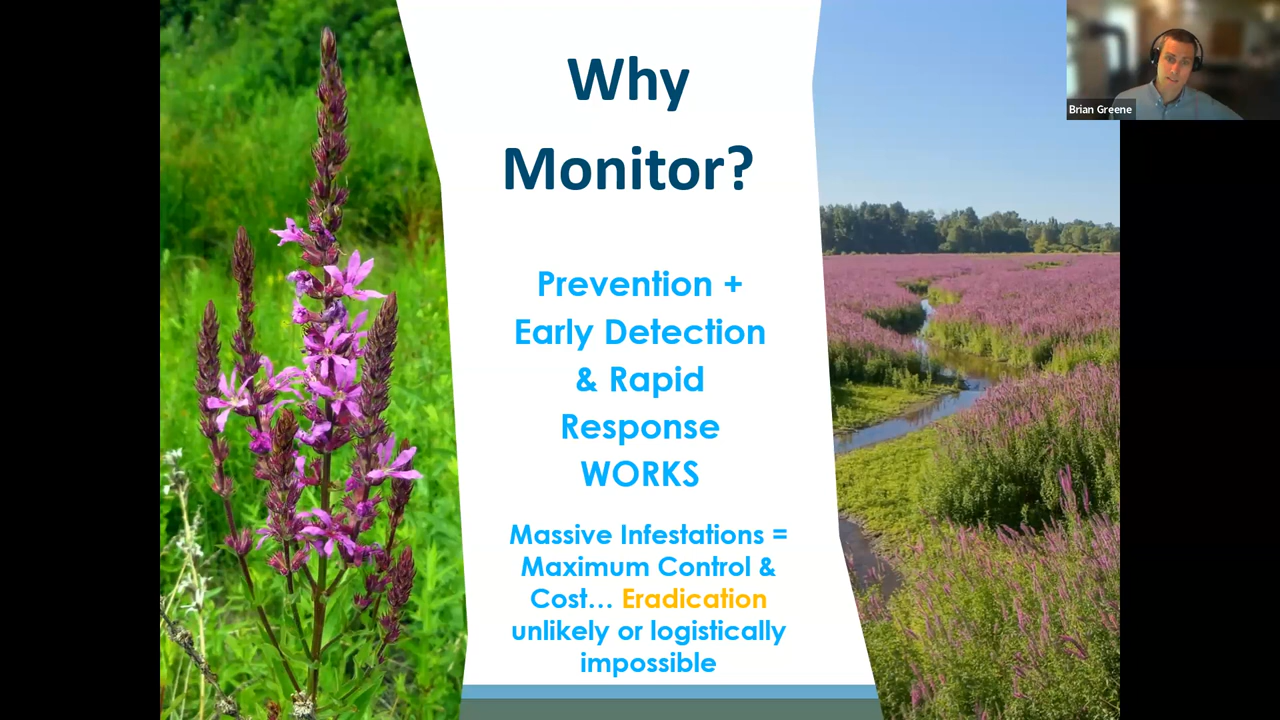 Why
Monitor?
Prevention +
Early Detection
& Rapid
Response
WORKS
Massive Infestations =
Maximum Control &
Cost... Eradication
unlikely or logistically
impossible
Brian Greene